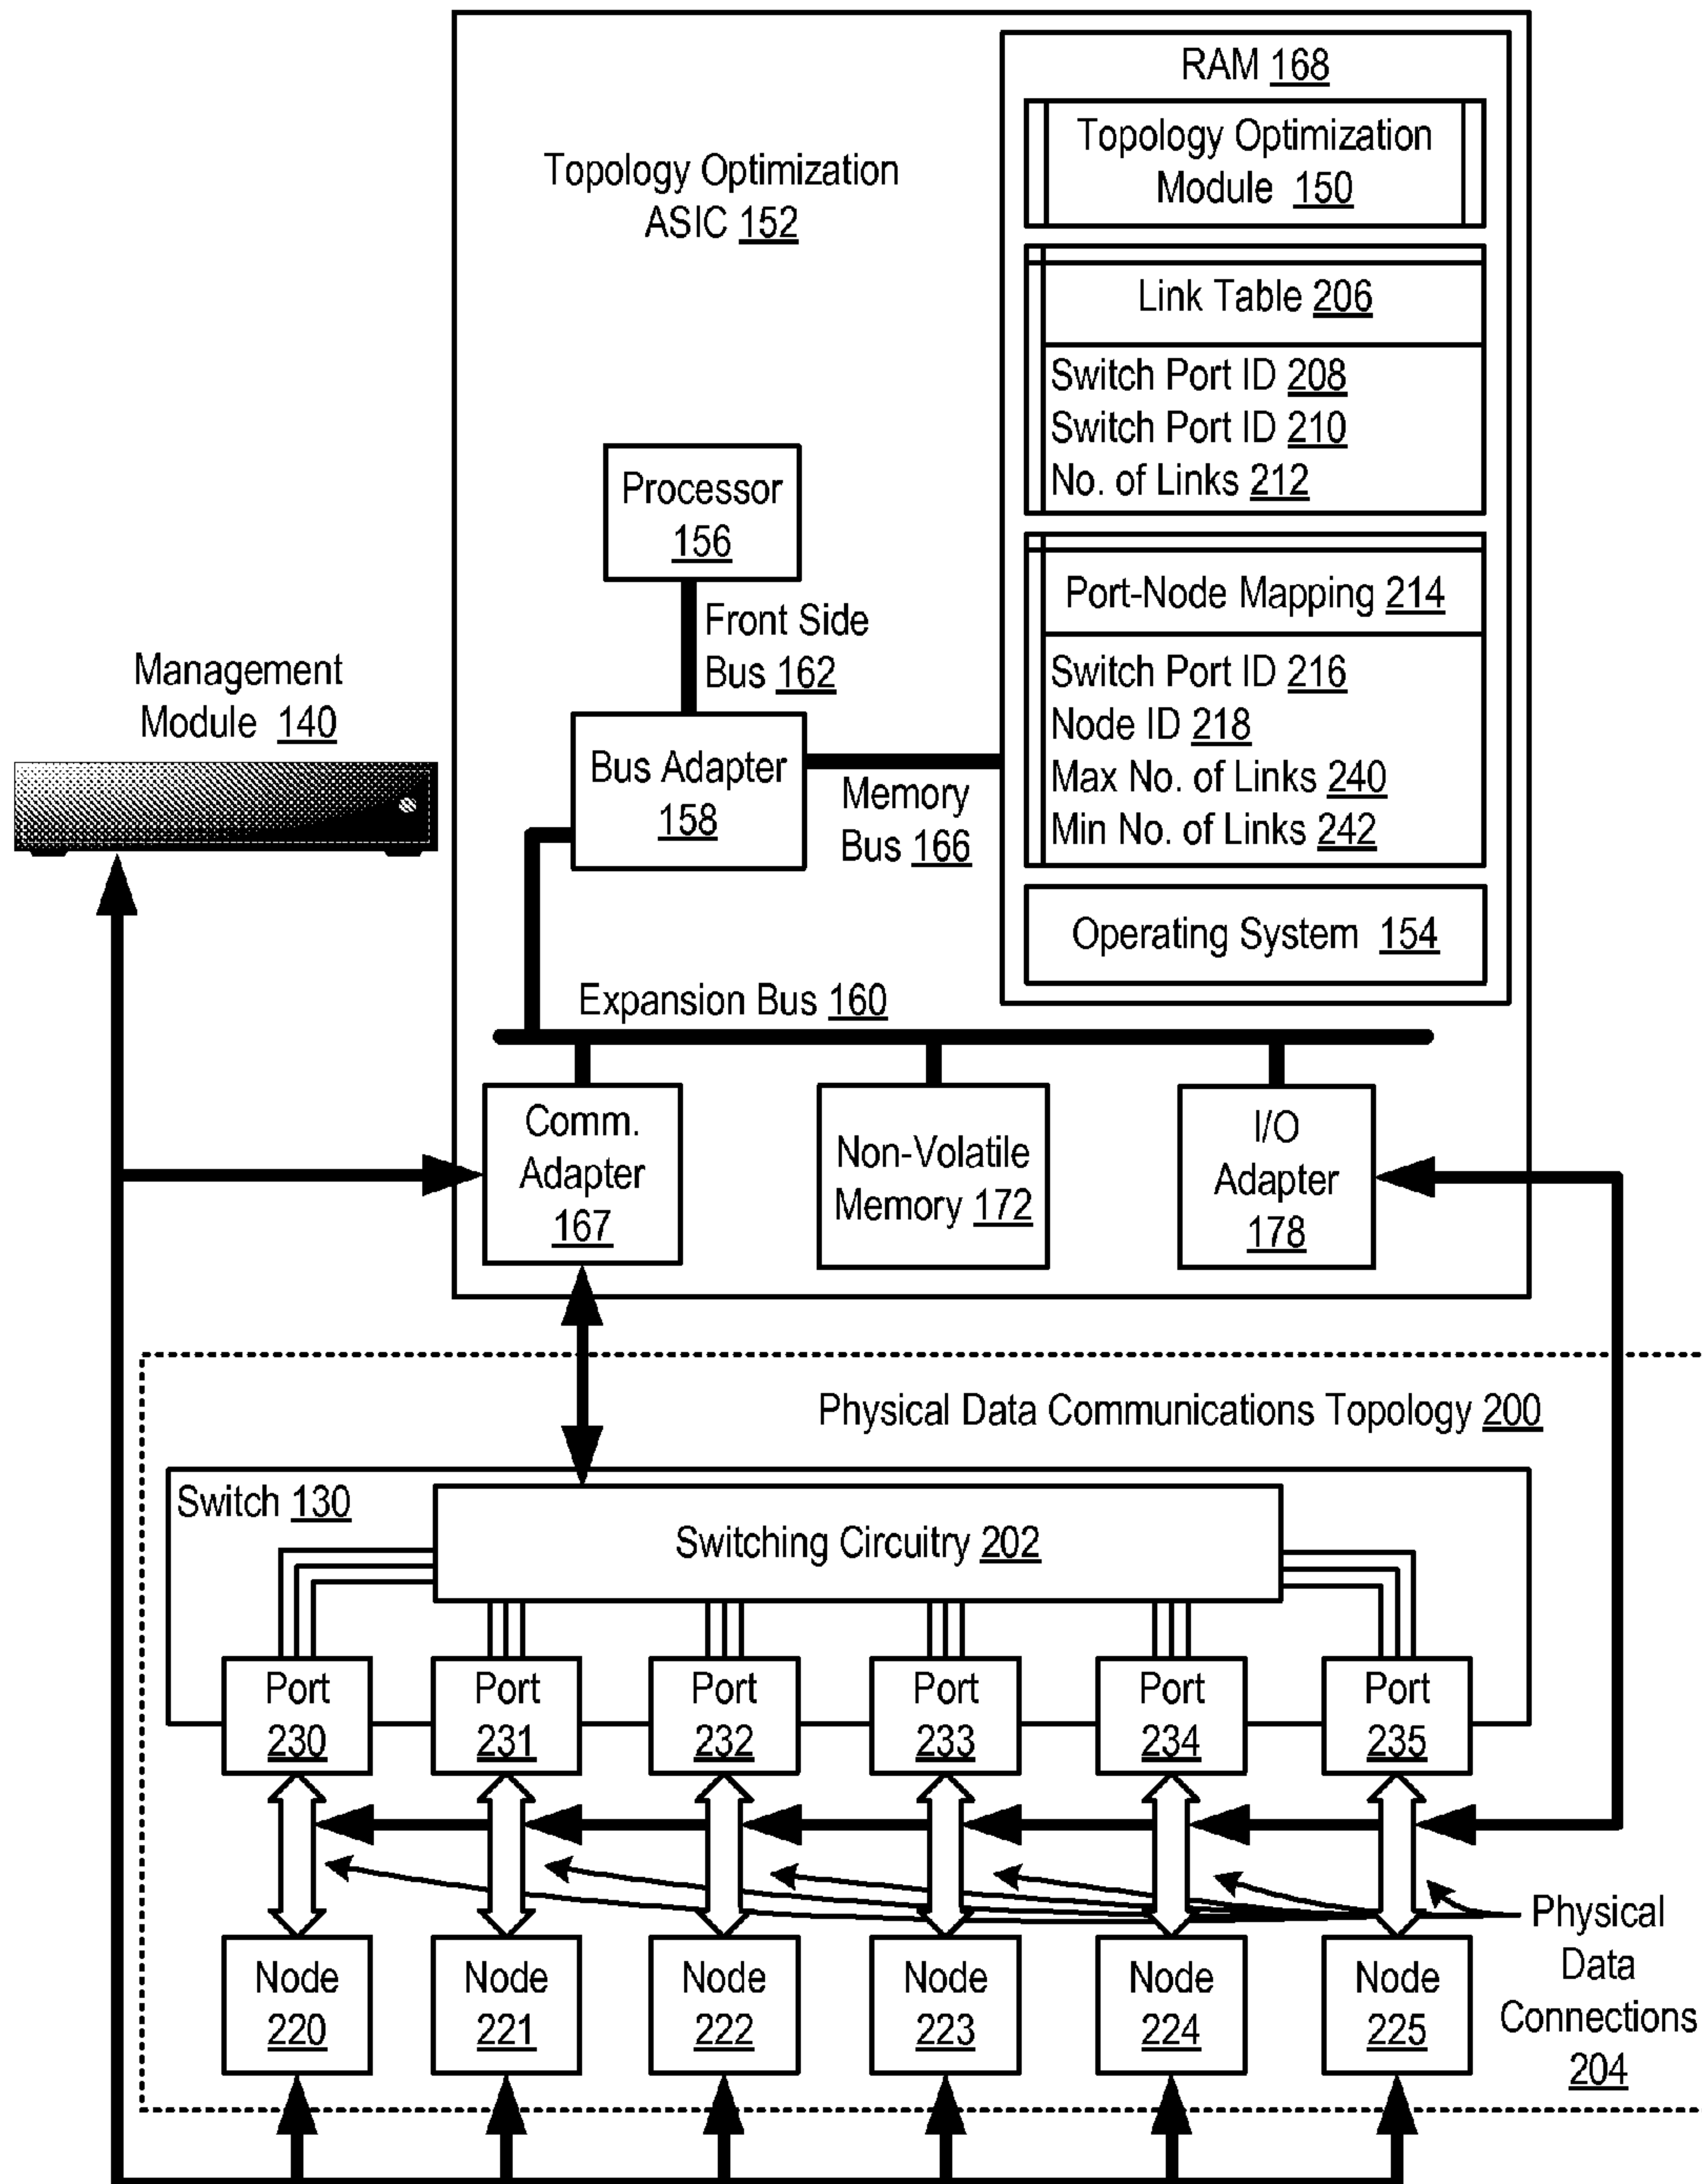 RAM 168
Topology Optimization
Module 150
Topology Optimization
ASIC 152
Link Table 206
Switch Port ID 208
Switch Port ID 210
No. of Links 212
Processor
156
Port-Node Mapping 214
Front Side
Bus 162
Switch Port ID 216
Node ID 218
Max No. of Links 240
Min No. of Links 242
Management
Module 140
Bus Adapter
158
Memory
Bus 166
Operating System 154
Expansion Bus 160
Comm.
Adapter
167
Non-Volatile
Memory 172
I/O
Adapter
178
Physical Data Communications Topology 200
Switch 130
Switching Circuitry 202
Port
230
Port
231
Port
232
Port
233
Port
234
Port
235
Node
220
Node
221
Node
222
Node
223
Node
224
Node
225
Physical
Data
Connections
204